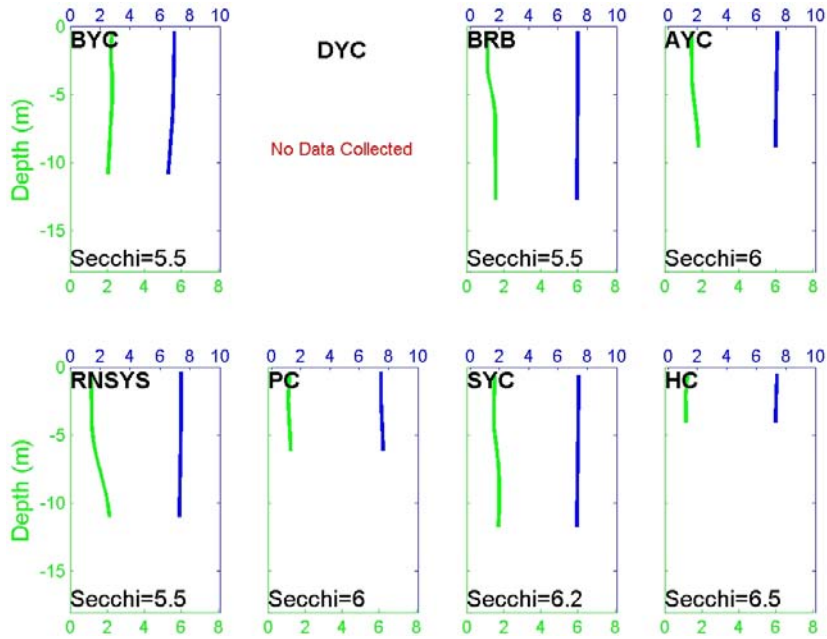 0 2 4 6 8 10
0 2 4 6 8 10
0 2 4 6 8 10
0
BYC
DYC
BRB
AYC
-5
Depth (m)
No Data Collected
-10
-15
Secchi=5.5
Secchi=5.5
Secchi=6
0 2 4 6 8
0 2 4 6 8
0 2 4 6 8
0 2 4 6 8 10
0 2 4 6 8 10
0 2 4 6 8 10
0 2 4 6 8 10
0
RNSYS
PC
SYC
HC
-5
Depth (m)
-10
-15
Secchi=5.5
Secchi=6
Secchi=6.2
Secchi=6.5
0 2 4 6 8
0 2 4 6 8
0 2 4 6 8
0 2 4 6 8